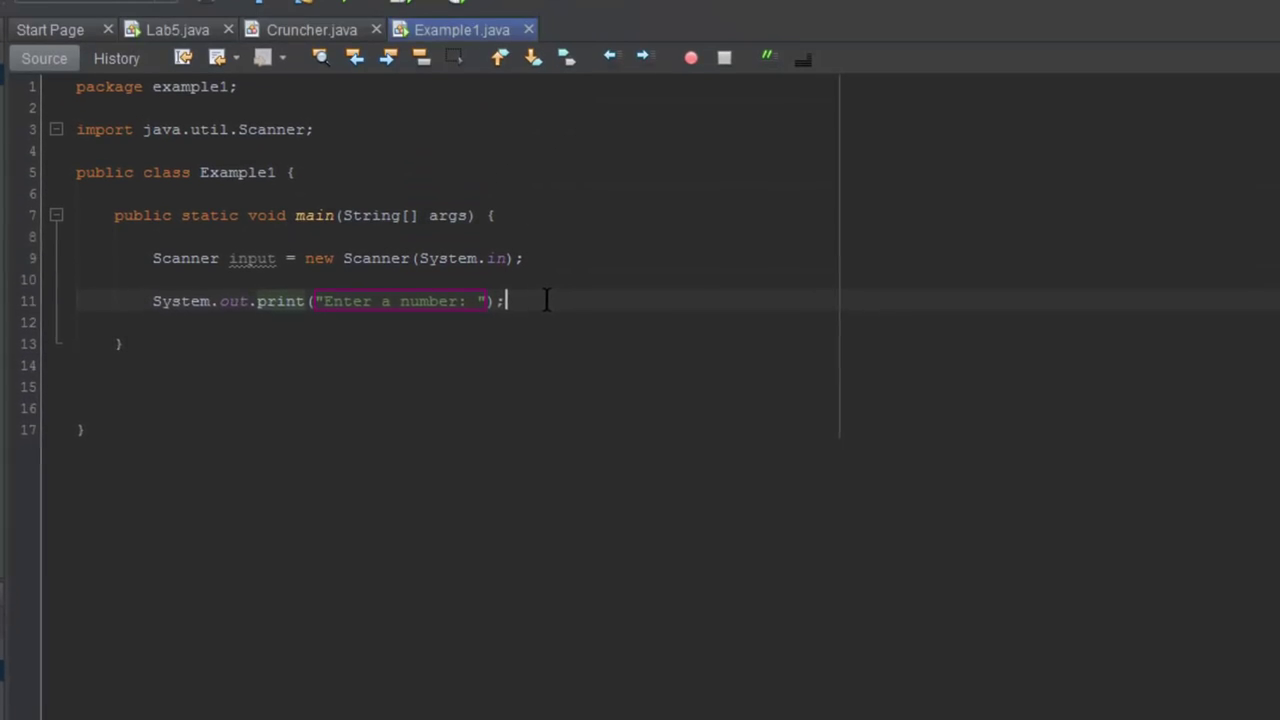 Start Page Lab5.java Cruncher.java Example1.java
Source History
1 package example1;
2
3 import java.util.Scanner;
4
5 public class Example1 {
6
7 public static void main(String[] args) {
8
9 Scanner input = new Scanner(System.in);
10
11 System.out.print("Enter a number: ");
12
13 }
14
15
16
17 }